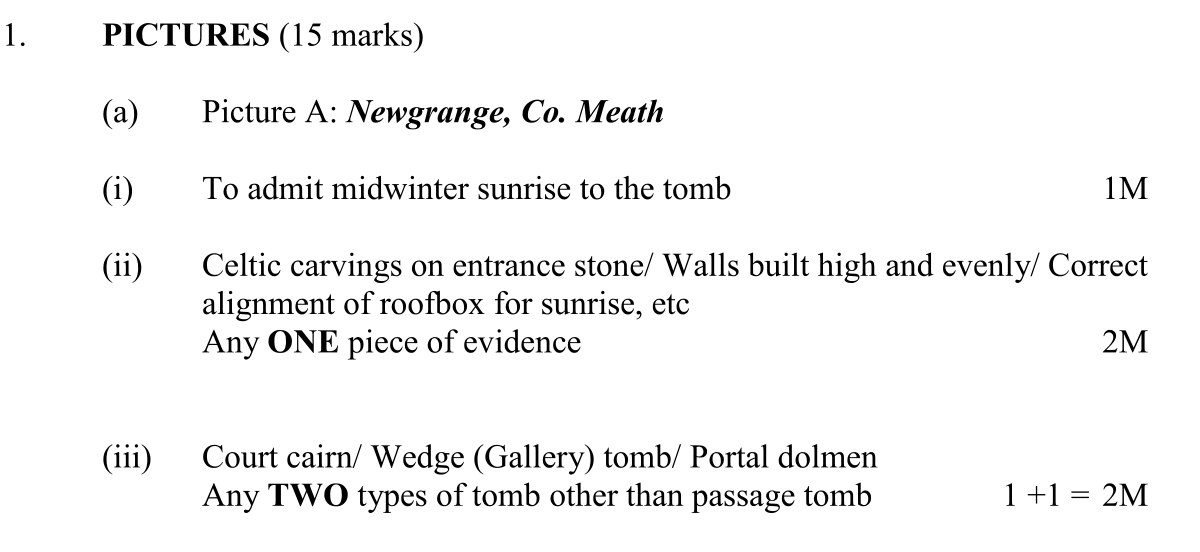 1. PICTURES (15 marks)
(a) Picture A: Newgrange, Co. Meath
(i) To admit midwinter sunrise to the tomb 1M
(ii) Celtic carvings on entrance stone/ Walls built high and evenly/ Correct
alignment of roofbox for sunrise, etc
Any ONE piece of evidence 2M
(iii) Court cairn/ Wedge (Gallery) tomb/ Portal dolmen
Any TWO types of tomb other than passage tomb 1 +1 = 2M